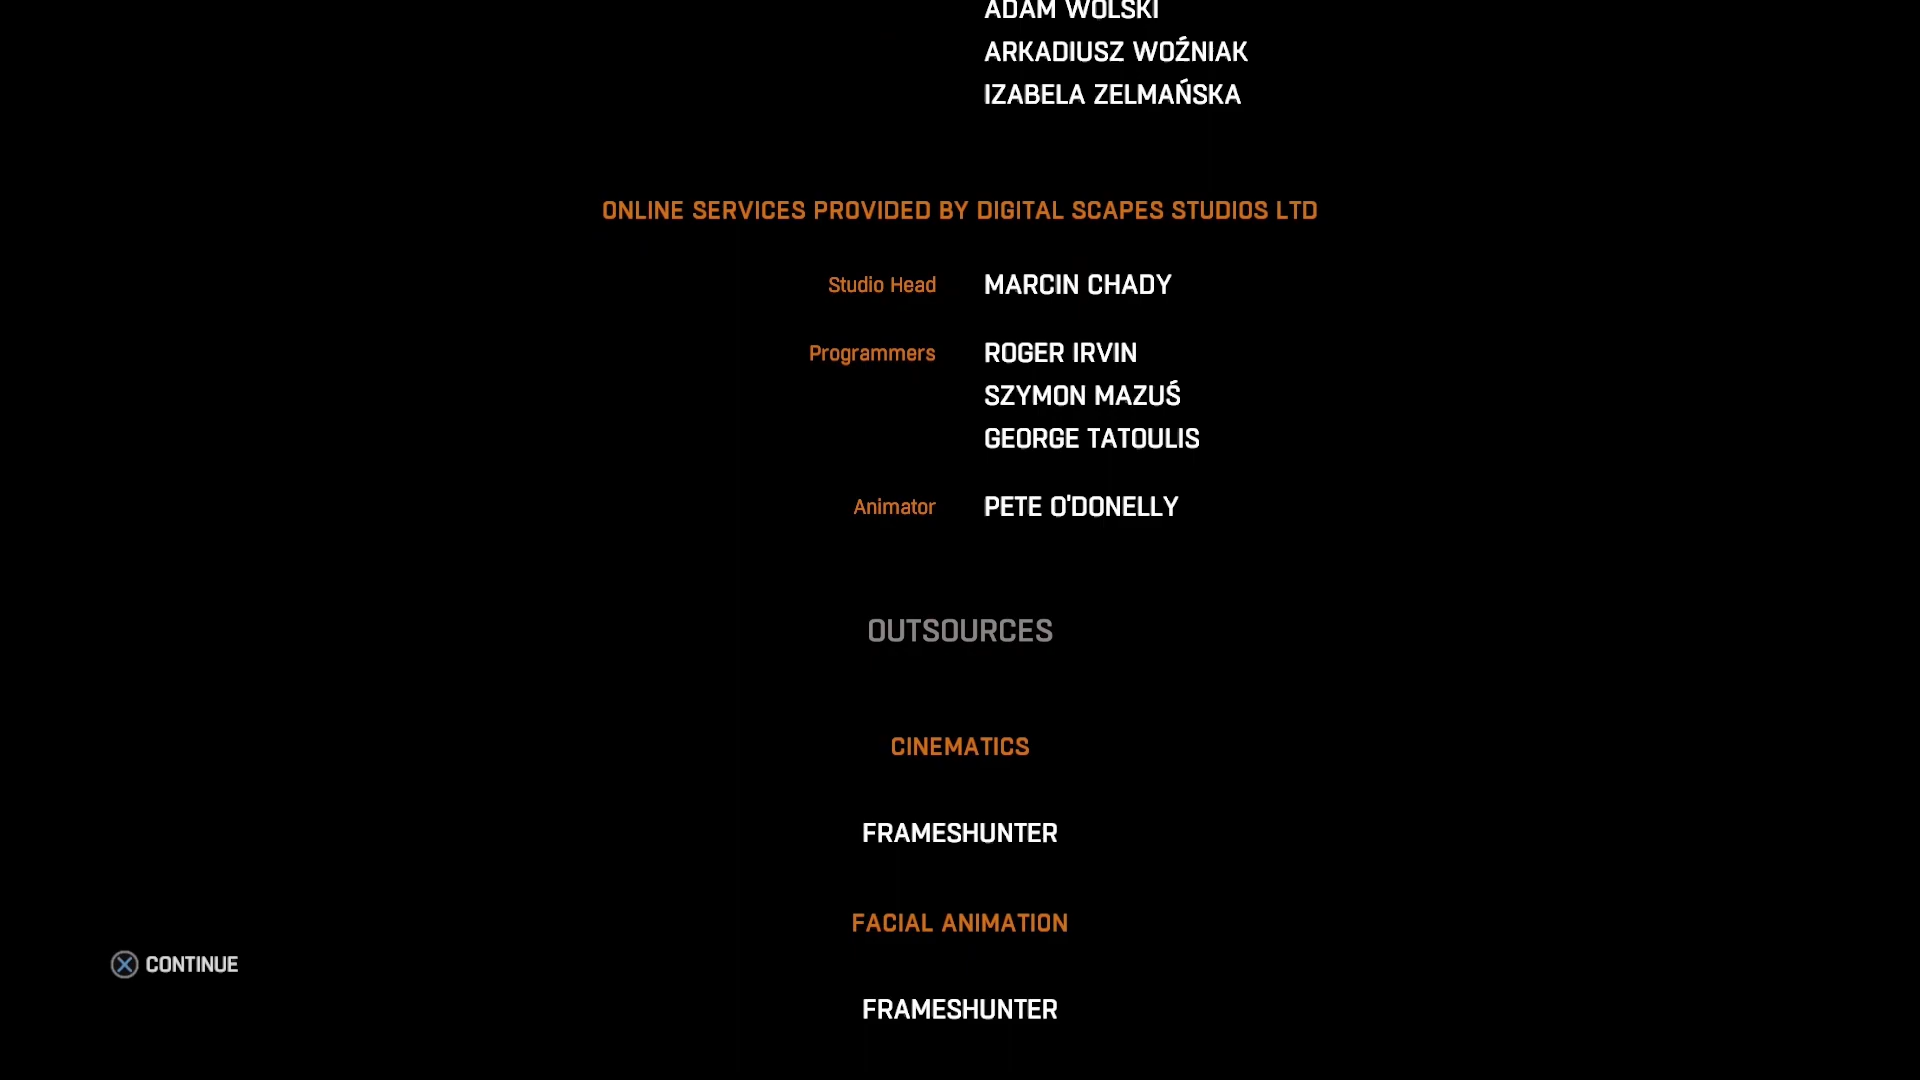 ADAM WOLSKI
ARKADIUSZ WOŹNIAK
IZABELA ZELMAŃSKA
ONLINE SERVICES PROVIDED BY DIGITAL SCAPES STUDIOS LTD
Studio Head MARCIN CHADY
Programmers ROGER IRVIN
SZYMON MAZUŚ
GEORGE TATOULIS
Animator PETE O'DONELLY
OUTSOURCES
CINEMATICS
FRAMESHUNTER
FACIAL ANIMATION
CONTINUE
FRAMESHUNTER